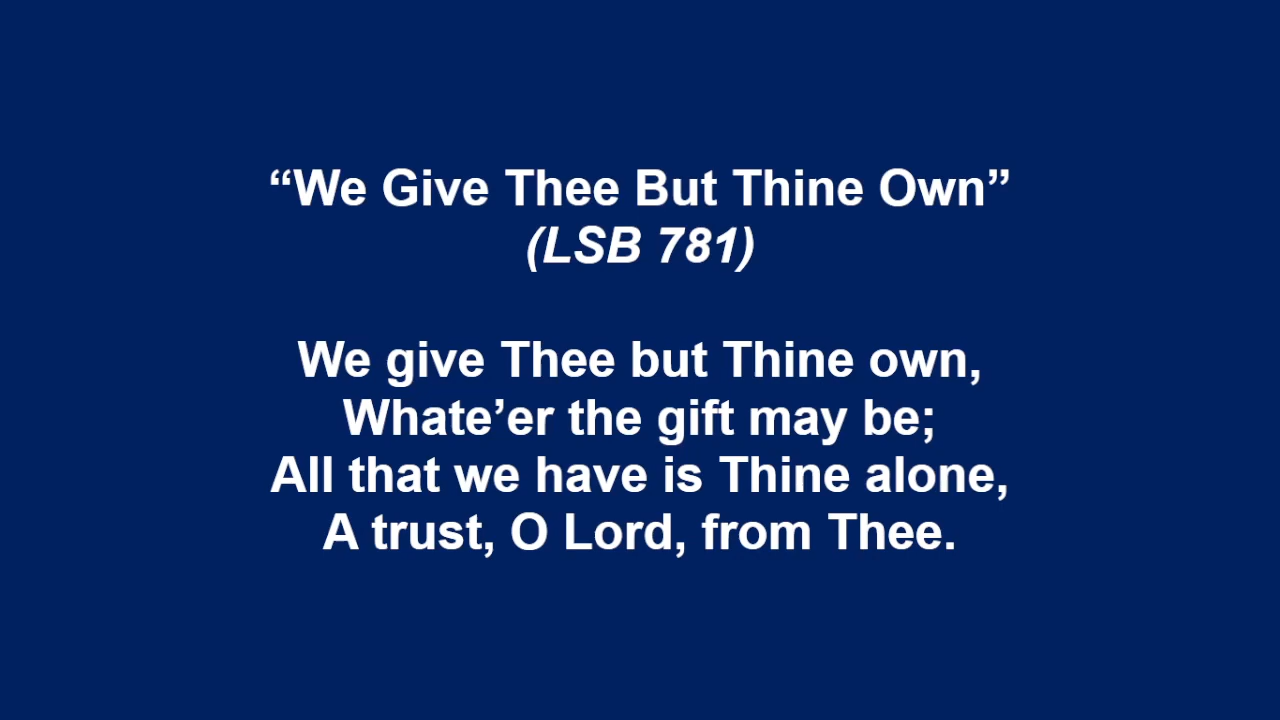 “We Give Thee But Thine Own”
(LSB 781)
We give Thee but Thine own,
Whate’er the gift may be;
All that we have is Thine alone,
A trust, O Lord, from Thee.